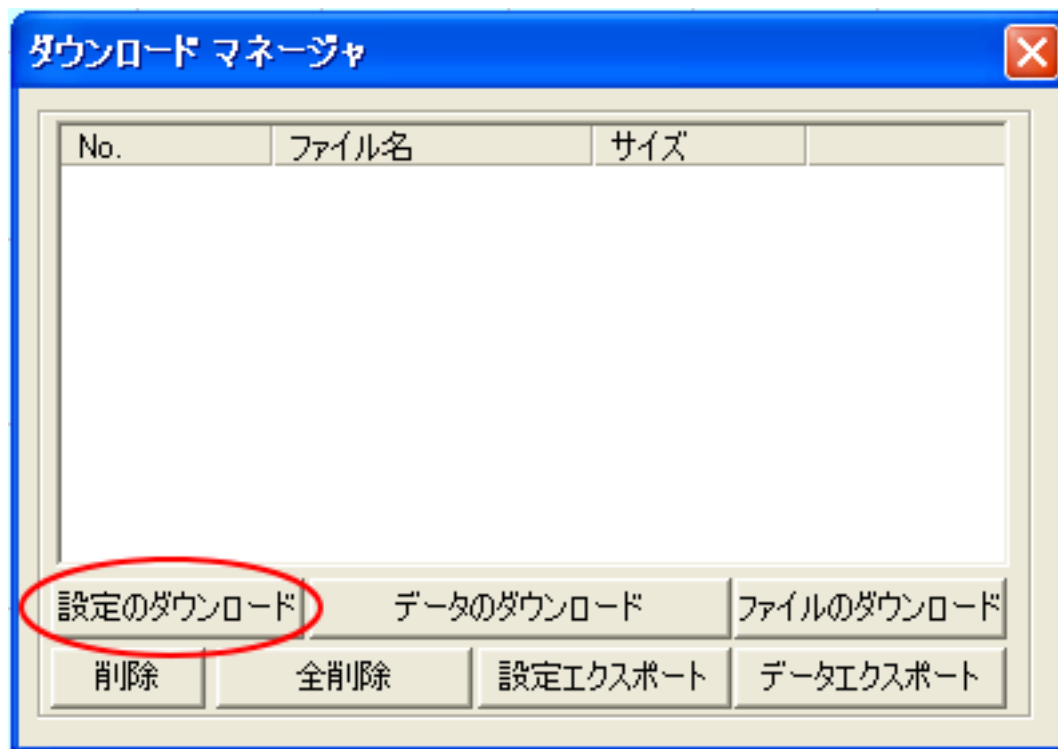 ダウンロード マネージャ
No. ファイル名 サイズ
設定のダウンロード データのダウンロード ファイルのダウンロード
削除 全削除 設定エクスポート データエクスポート